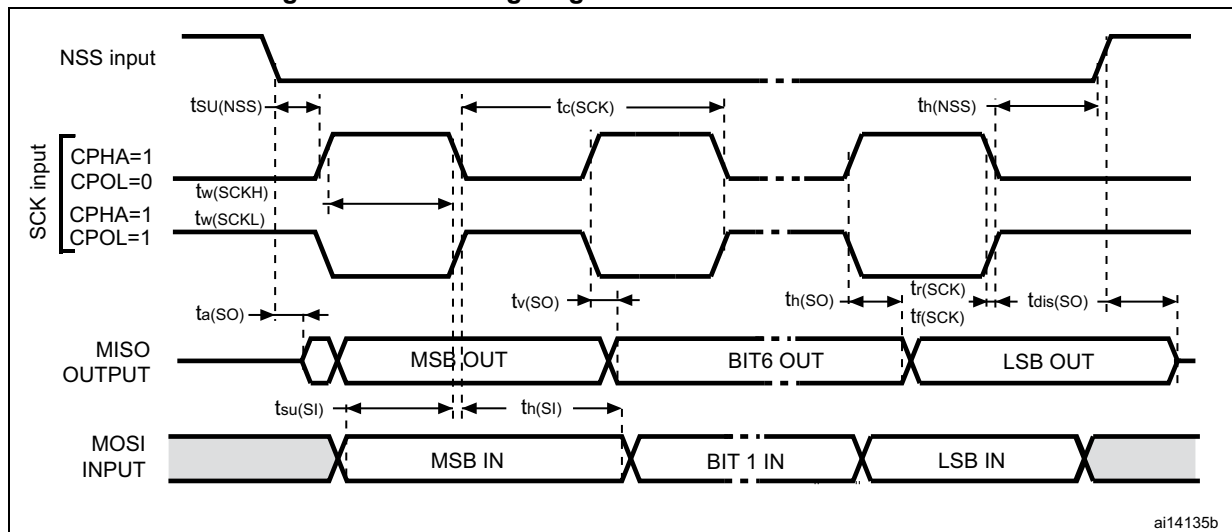 NSS input
tSU(NSS)
tc(SCK)
th(NSS)
SCK input
CPHA=1
CPOL=0
tw(SCKH)
CPHA=1
tw(SCKL)
CPOL=1
ta(SO)
tv(SO)
th(SO)
tr(SCK)
tf(SCK)
tdis(SO)
MISO
OUTPUT
MSB OUT
BIT6 OUT
LSB OUT
tsu(SI)
th(SI)
MOSI
INPUT
MSB IN
BIT 1 IN
LSB IN
ai14135b